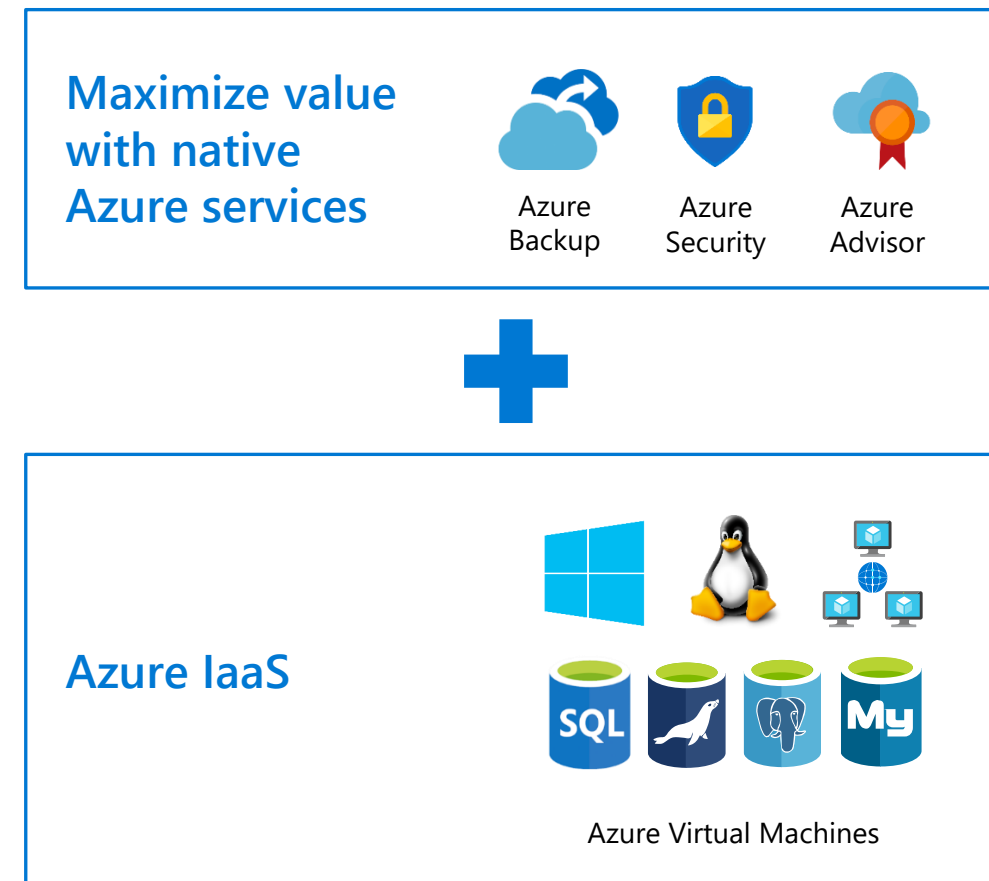 Maximize value
with native
Azure services
Azure
Backup
Azure
Security
Azure
Advisor
Azure IaaS
SQL
My
Azure Virtual Machines